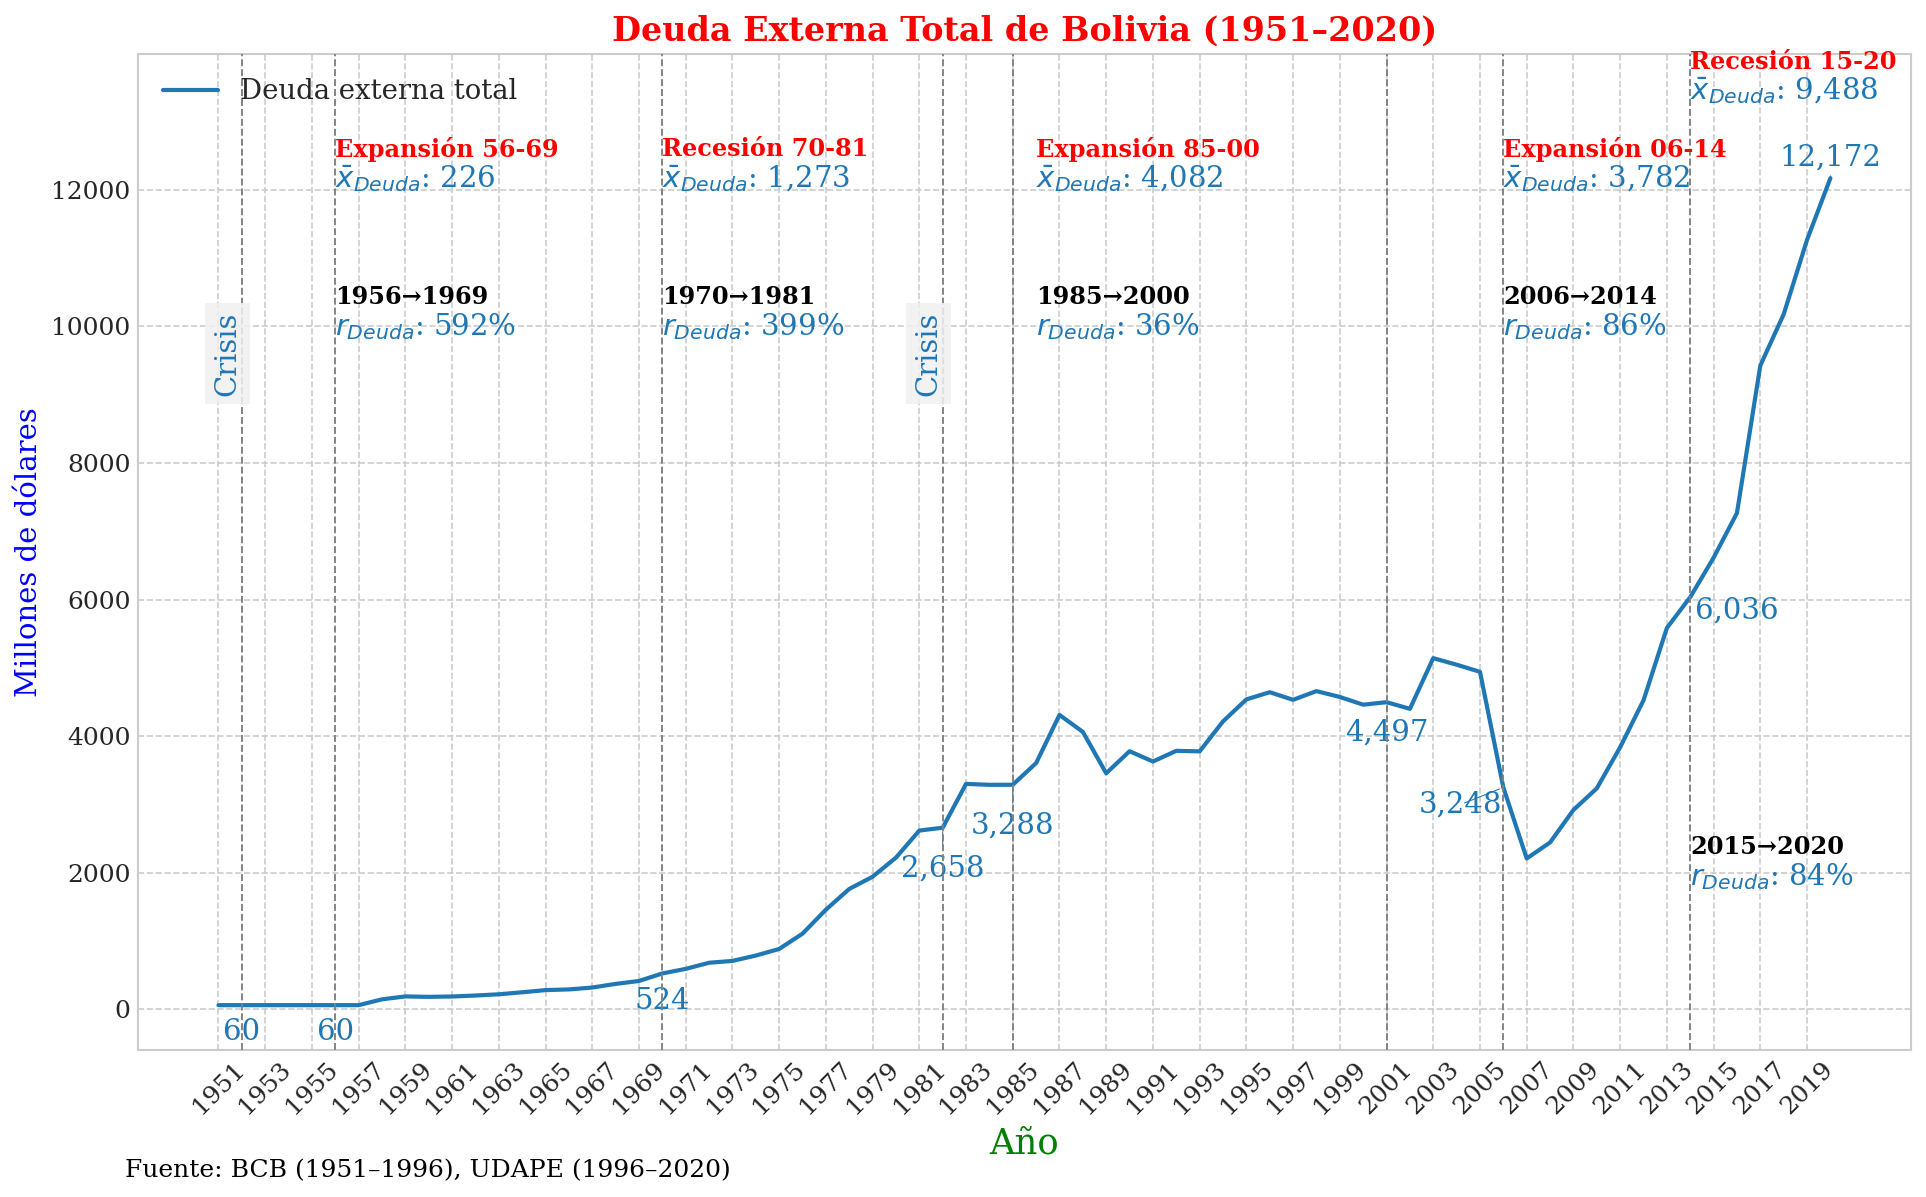 Deuda Externa Total de Bolivia (1951–2020)
Deuda externa total
Recesión 15-20
x̄Deuda: 9,488
Expansión 56-69
x̄Deuda: 226
Recesión 70-81
x̄Deuda: 1,273
Expansión 85-00
x̄Deuda: 4,082
Expansión 06-14
x̄Deuda: 3,782
12,172
1956→1969
rDeuda: 592%
1970→1981
rDeuda: 399%
1985→2000
rDeuda: 36%
2006→2014
rDeuda: 86%
Crisis
Crisis
6,036
4,497
3,248
3,288
2,658
2015→2020
rDeuda: 84%
524
60
60
Millones de dólares
12000
10000
8000
6000
4000
2000
0
1951 1953 1955 1957 1959 1961 1963 1965 1967 1969 1971 1973 1975 1977 1979 1981 1983 1985 1987 1989 1991 1993 1995 1997 1999 2001 2003 2005 2007 2009 2011 2013 2015 2017 2019
Año
Fuente: BCB (1951–1996), UDAPE (1996–2020)